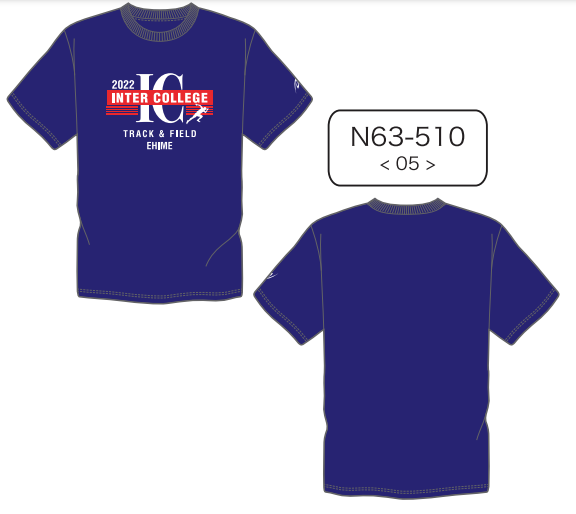 2022
IC
INTER COLLEGE
TRACK & FIELD
EHIME
N63-510
< 05 >